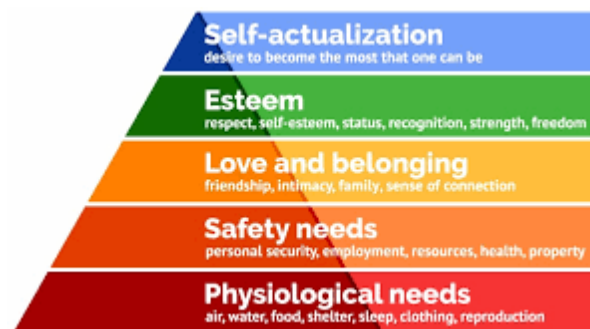 Self-actualization
desire to become the most that one can be
Esteem
respect, self-esteem, status, recognition, strength, freedom
Love and belonging
friendship, intimacy, family, sense of connection
Safety needs
personal security, employment, resources, health, property
Physiological needs
air, water, food, shelter, sleep, clothing, reproduction